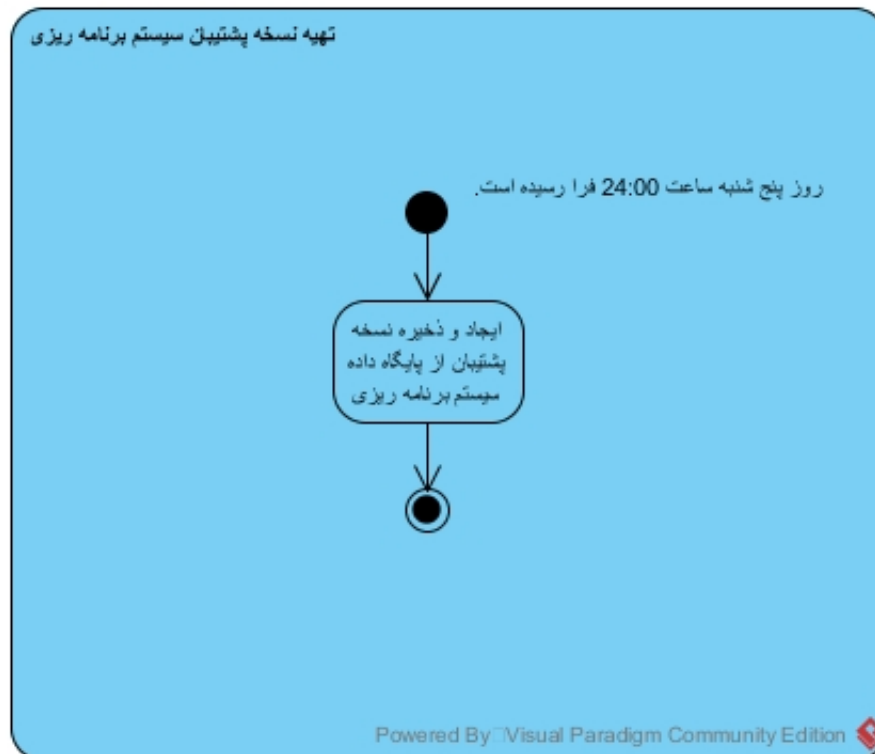 تهیه نسخه پشتیبان سیستم برنامه ریزی
روز پنج شنبه ساعت 24:00 فرا رسیده است.
ایجاد و ذخیره نسخه
پشتیبان از پایگاه داده
سیستم برنامه ریزی
Powered By Visual Paradigm Community Edition